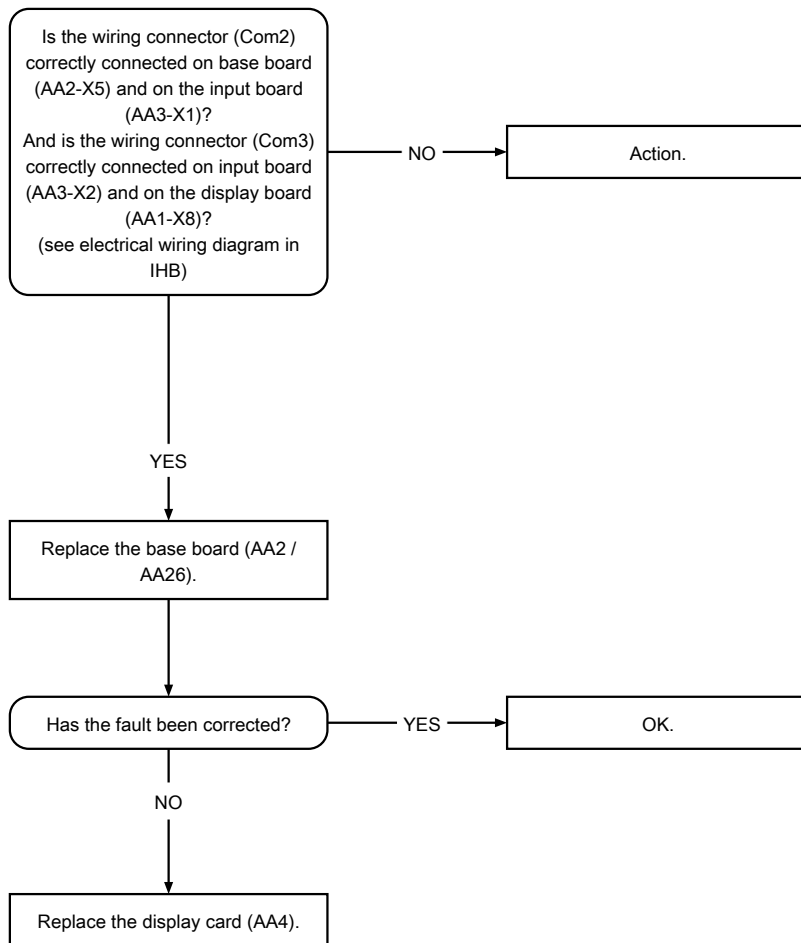 Is the wiring connector (Com2)
correctly connected on base board
(AA2-X5) and on the input board
(AA3-X1)?
And is the wiring connector (Com3)
correctly connected on input board
(AA3-X2) and on the display board
(AA1-X8)?
(see electrical wiring diagram in
IHB)
NO
Action.
YES
Replace the base board (AA2 /
AA26).
Has the fault been corrected?
YES
OK.
NO
Replace the display card (AA4).